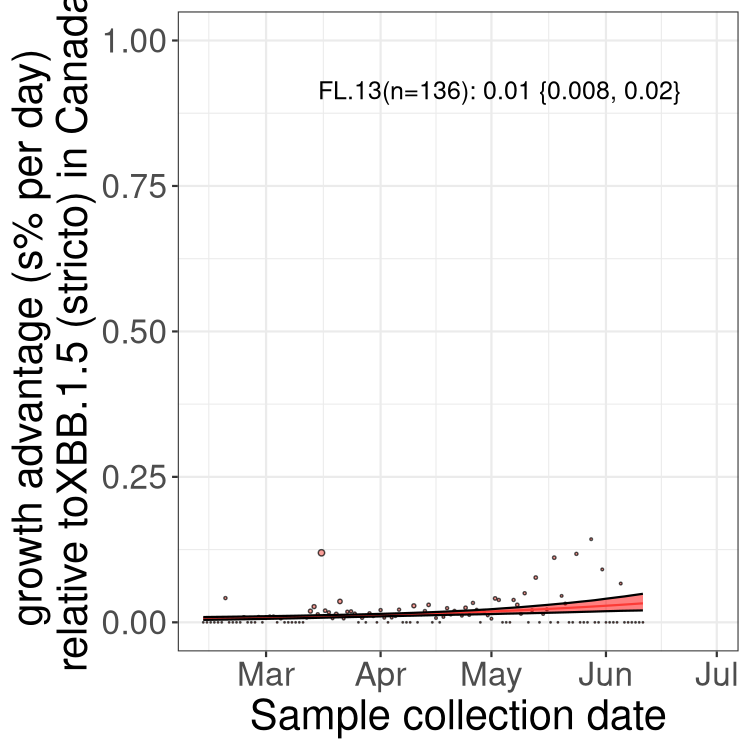 growth advantage (s% per day)
relative toXBB.1.5 (stricto) in Canada
1.00
0.75
0.50
0.25
0.00
FL.13(n=136): 0.01 {0.008, 0.02}
Mar Apr May Jun Jul
Sample collection date